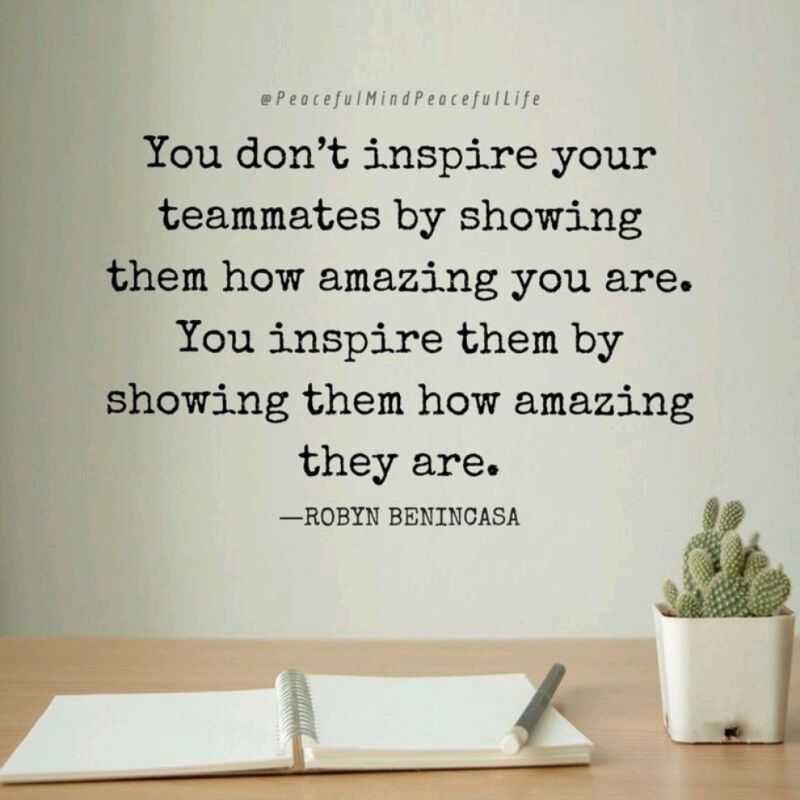 @PeacefulMindPeacefulLife
You don't inspire your
teammates by showing
them how amazing you are.
You inspire them by
showing them how amazing
they are.
—ROBYN BENINCASA